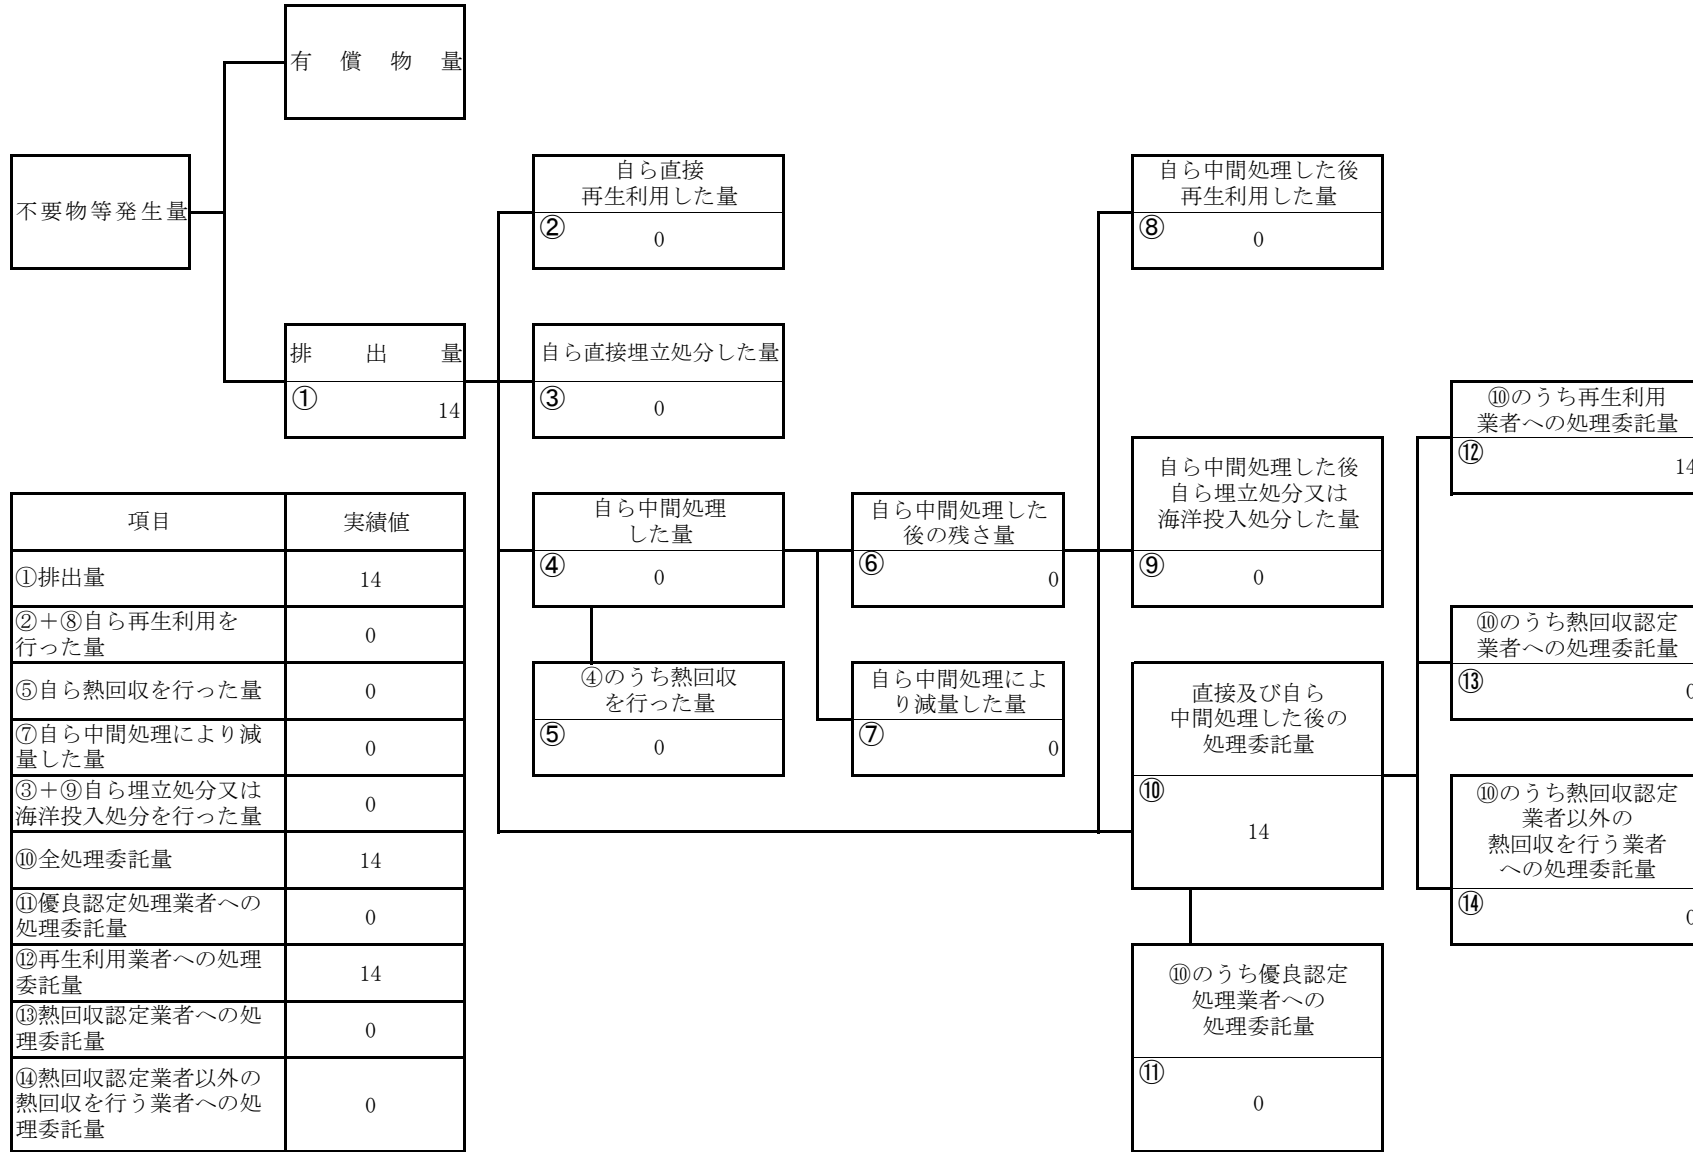 有償物量
不要物等発生量
排出量
①
14
自ら直接
再生利用した量
②
0
自ら直接埋立処分した量
③
0
自ら中間処理
した量
④
0
④のうち熱回収
を行った量
⑤
0
自ら中間処理した
後の残さ量
⑥
0
自ら中間処理によ
り減量した量
⑦
0
自ら中間処理した後
再生利用した量
⑧
0
自ら中間処理した後
自ら埋立処分又は
海洋投入処分した量
⑨
0
直接及び自ら
中間処理した後の
処理委託量
⑩
14
⑩のうち優良認定
処理業者への
処理委託量
⑪
0
⑩のうち再生利用
業者への処理委託量
⑫
14
⑩のうち熱回収認定
業者への処理委託量
⑬
0
⑩のうち熱回収認定
業者以外の
熱回収を行う業者
への処理委託量
⑭
0
項目 実績値
①排出量 14
②+⑧自ら再生利用を
行った量 0
⑤自ら熱回収を行った量 0
⑦自ら中間処理により減
量した量 0
③+⑨自ら埋立処分又は
海洋投入処分を行った量 0
⑩全処理委託量 14
⑪優良認定処理業者への
処理委託量 0
⑫再生利用業者への処理
委託量 14
⑬熱回収認定業者への処
理委託量 0
⑭熱回収認定業者以外の
熱回収を行う業者への処
理委託量 0